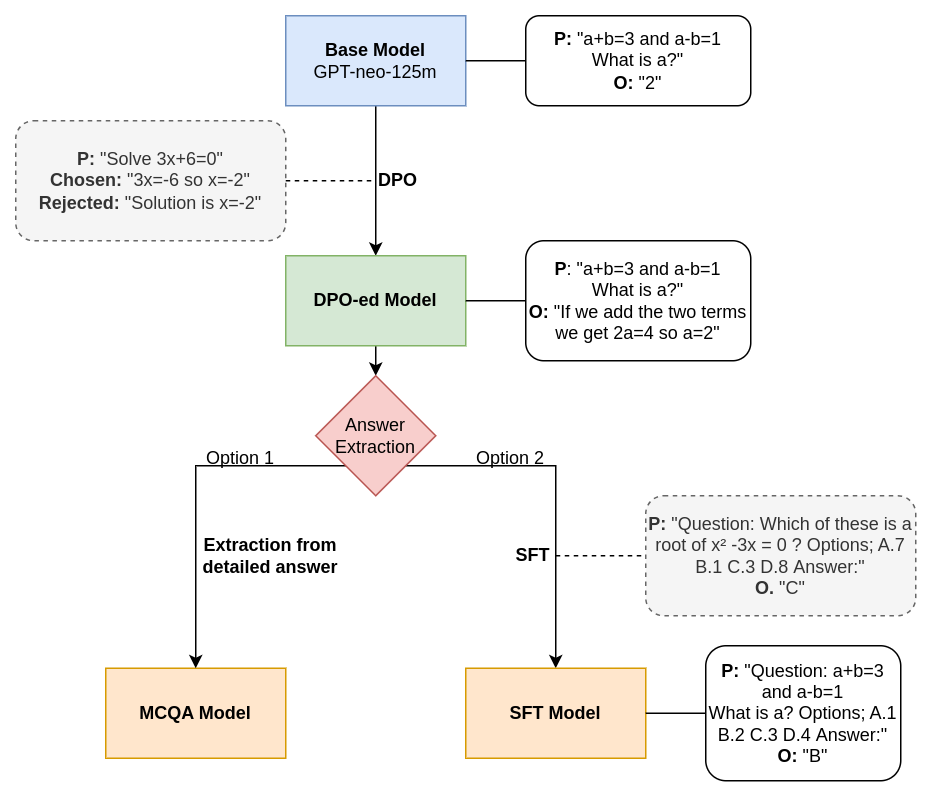 Base Model
GPT-neo-125m
P: "a+b=3 and a-b=1
What is a?"
O: "2"
P: "Solve 3x+6=0"
Chosen: "3x=-6 so x=-2"
Rejected: "Solution is x=-2"
DPO
DPO-ed Model
P: "a+b=3 and a-b=1
What is a?"
O: "If we add the two terms
we get 2a=4 so a=2"
Answer
Extraction
Option 1
Option 2
Extraction from
detailed answer
SFT
P: "Question: Which of these is a
root of x² -3x = 0 ? Options; A.7
B.1 C.3 D.8 Answer:"
O. "C"
MCQA Model
SFT Model
P: "Question: a+b=3
and a-b=1
What is a? Options; A.1
B.2 C.3 D.4 Answer:"
O: "B"